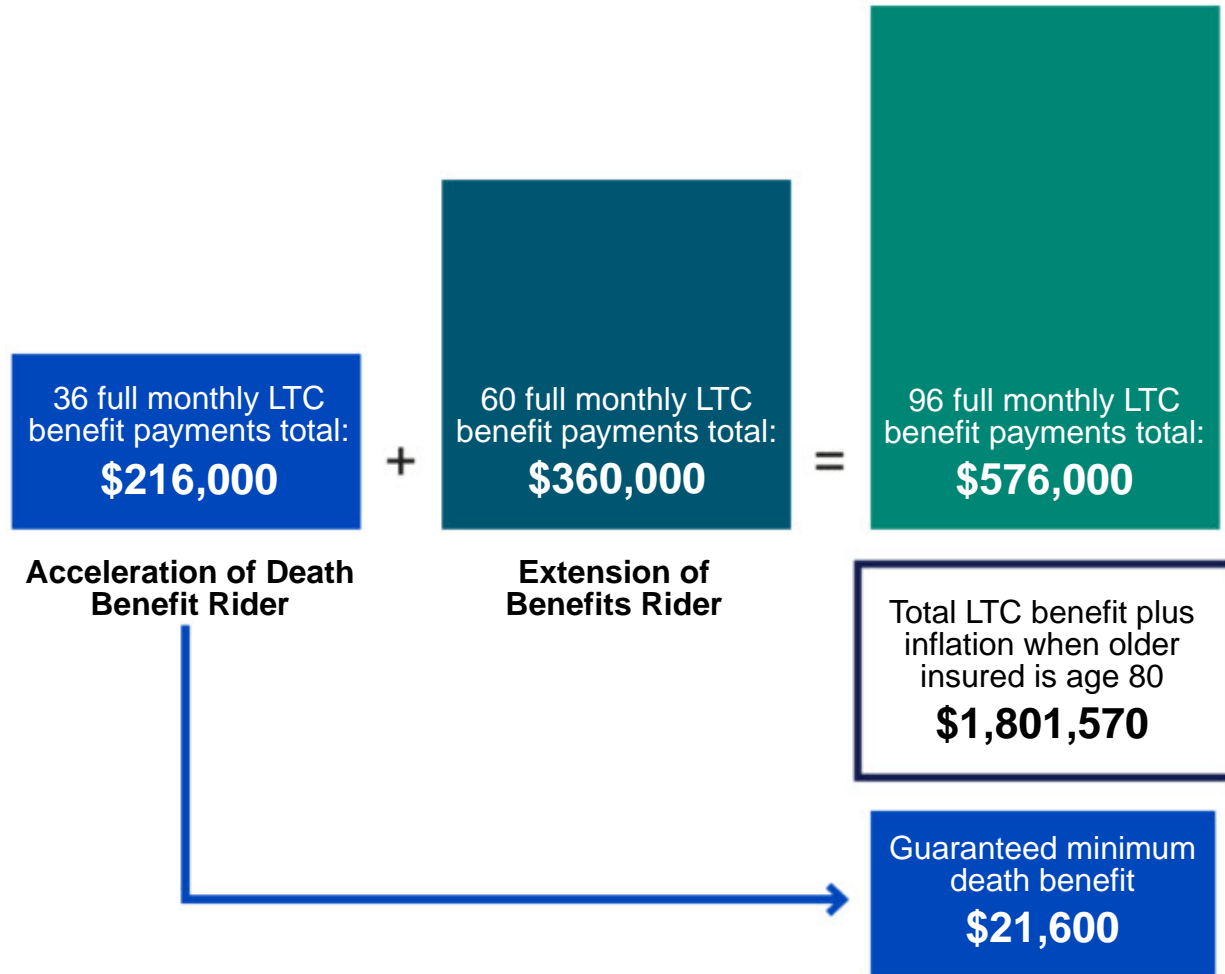 36 full monthly LTC
benefit payments total:
$216,000
+
60 full monthly LTC
benefit payments total:
$360,000
=
96 full monthly LTC
benefit payments total:
$576,000
Acceleration of Death
Benefit Rider
Extension of
Benefits Rider
Total LTC benefit plus
inflation when older
insured is age 80
$1,801,570
Guaranteed minimum
death benefit
$21,600